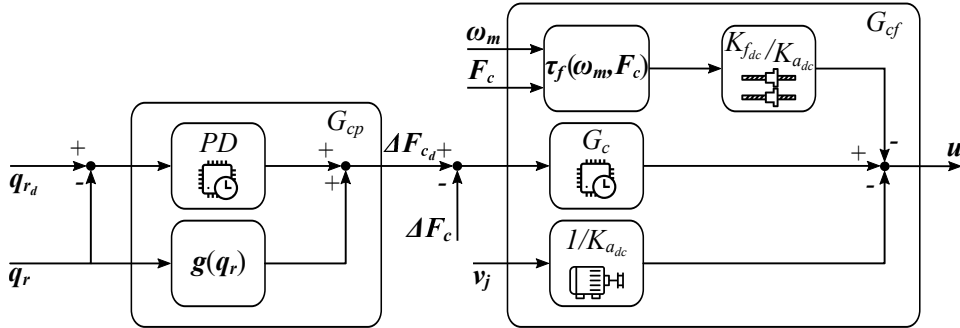 G_cf
ω_m
F_c
τ_f(ω_m,F_c)
K_f_dc/K_a_dc
G_cp
PD
G_c
q_r_d
+
-
+
+
ΔF_c_d
+
-
ΔF_c
+
-
-
u
q_r
g(q_r)
v_j
1/K_a_dc